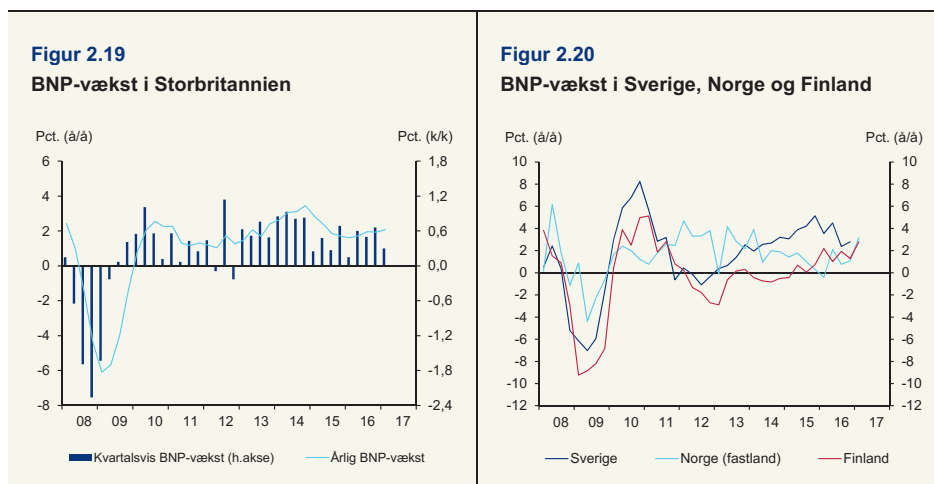 Figur 2.19
BNP-vækst i Storbritannien
Pct. (å/å)
Pct. (k/k)
6
4
2
0
-2
-4
-6
-8
1,8
1,2
0,6
0,0
-0,6
-1,2
-1,8
-2,4
08 09 10 11 12 13 14 15 16 17
Kvartalsvis BNP-vækst (h.akse)
Årlig BNP-vækst
Figur 2.20
BNP-vækst i Sverige, Norge og Finland
Pct. (å/å)
Pct. (å/å)
10
8
6
4
2
0
-2
-4
-6
-8
-10
-12
10
8
6
4
2
0
-2
-4
-6
-8
-10
-12
08 09 10 11 12 13 14 15 16 17
Sverige
Norge (fastland)
Finland